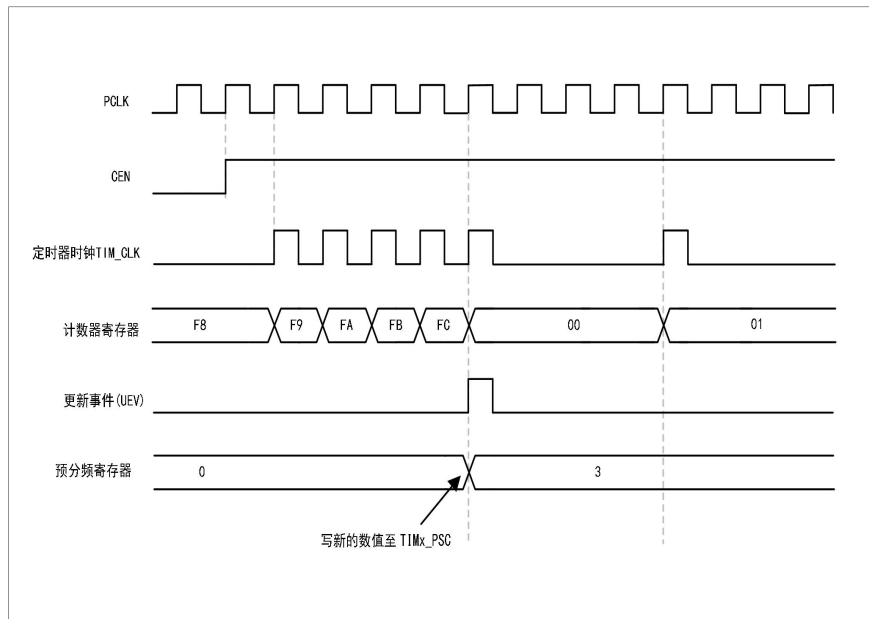 PCLK
CEN
定时器时钟TIM_CLK
计数器寄存器 F8 F9 FA FB FC 00 01
更新事件(UEV)
预分频寄存器 0 3
写新的数值至 TIMx_PSC